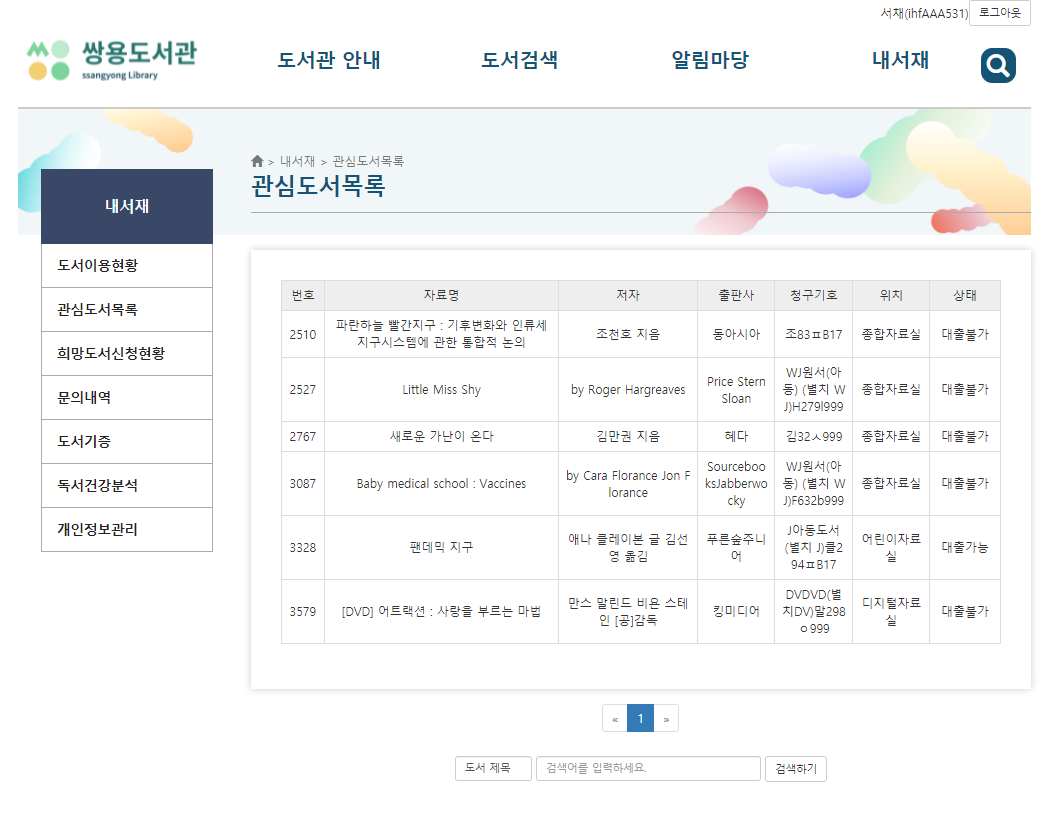 서채(ihfAAA531) 로그아웃
쌍용도서관
ssangyong Library
도서관 안내 도서검색 알림마당 내서재
> 내서재 > 관심도서목록
관심도서목록
내서재
도서이용현황
관심도서목록
희망도서신청현황
문의내역
도서기증
독서건강분석
개인정보관리
번호 자료명 저자 출판사 청구기호 위치 상태
2510 파란하늘 빨간지구 : 기후변화와 인류세
지구시스템에 관한 통합적 논의 조천호 지음 동아시아 조83ㅍB17 종합자료실 대출불가
2527 Little Miss Shy by Roger Hargreaves Price Stern
Sloan WJ원서(아
동) (별치 W
J)H279l999 종합자료실 대출불가
2767 새로운 가난이 온다 김만권 지음 혜다 김32ㅅ999 종합자료실 대출불가
3087 Baby medical school : Vaccines by Cara Florance Jon F
lorance Sourceboo
ksJabberwo
cky WJ원서(아
동) (별치 W
J)F632b999 종합자료실 대출불가
3328 팬데믹 지구 애나 클레이본 글 김선
영 옮김 푸른숲주니
어 J아동도서
(별치 J)클2
94ㅍB17 어린이자료
실 대출가능
3579 [DVD] 어트랙션 : 사랑을 부르는 마법 만스 말린드 비욘 스테
인 [공]감독 킹미디어 DVDVD(별
치DV)말298
ㅇ999 디지털자료
실 대출불가
« 1 »
도서 제목 검색어를 입력하세요. 검색하기